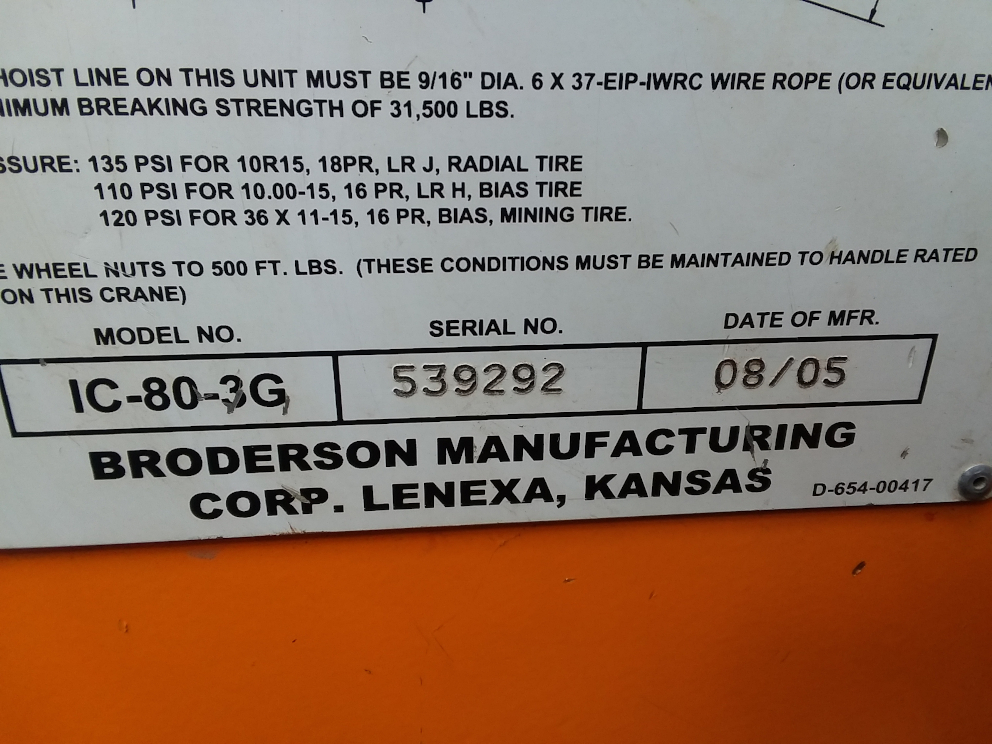 HOIST LINE ON THIS UNIT MUST BE 9/16" DIA. 6 X 37-EIP-IWRC WIRE ROPE (OR EQUIVALEN
NIMUM BREAKING STRENGTH OF 31,500 LBS.
SSURE: 135 PSI FOR 10R15, 18PR, LR J, RADIAL TIRE
110 PSI FOR 10.00-15, 16 PR, LR H, BIAS TIRE
120 PSI FOR 36 X 11-15, 16 PR, BIAS, MINING TIRE.
E WHEEL NUTS TO 500 FT. LBS. (THESE CONDITIONS MUST BE MAINTAINED TO HANDLE RATED
ON THIS CRANE)
MODEL NO. SERIAL NO. DATE OF MFR.
IC-80-3G 539292 08/05
BRODERSON MANUFACTURING
CORP. LENEXA, KANSAS D-654-00417